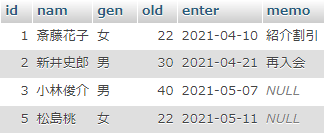 id nam gen old enter memo
1 斎藤花子 女 22 2021-04-10 紹介割引
2 新井史郎 男 30 2021-04-21 再入会
3 小林俊介 男 40 2021-05-07 NULL
5 松島桃 女 22 2021-05-11 NULL